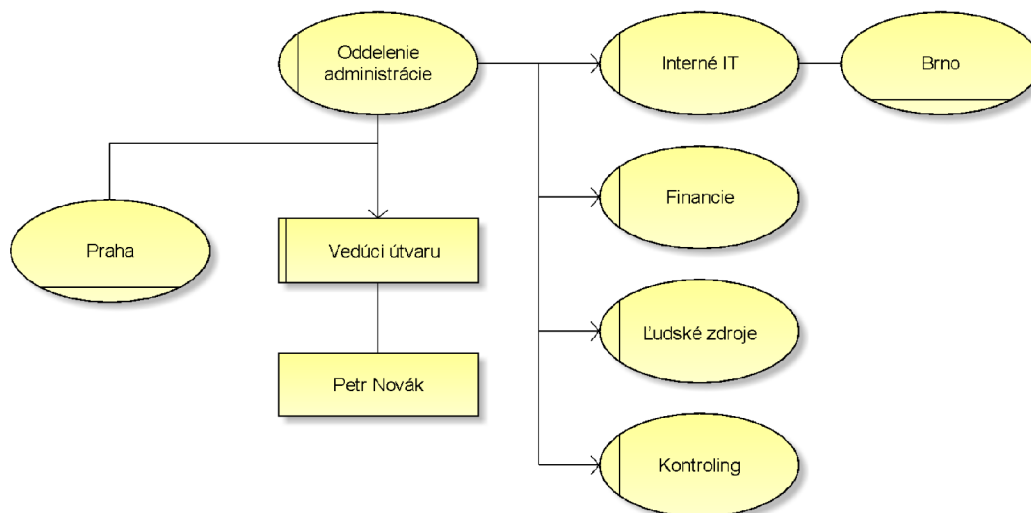 Oddelenie
administrácie
Interné IT
Brno
Financie
Praha
Vedúci útvaru
Ľudské zdroje
Petr Novák
Kontroling